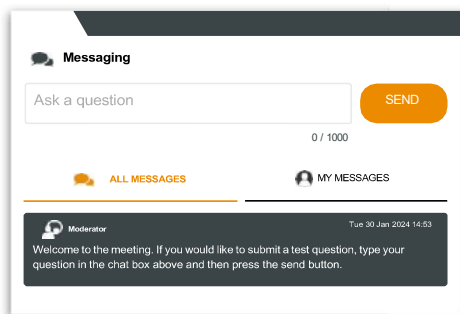 Messaging
Ask a question
SEND
0 / 1000
ALL MESSAGES
MY MESSAGES
Moderator
Tue 30 Jan 2024 14:53
Welcome to the meeting. If you would like to submit a test question, type your
question in the chat box above and then press the send button.